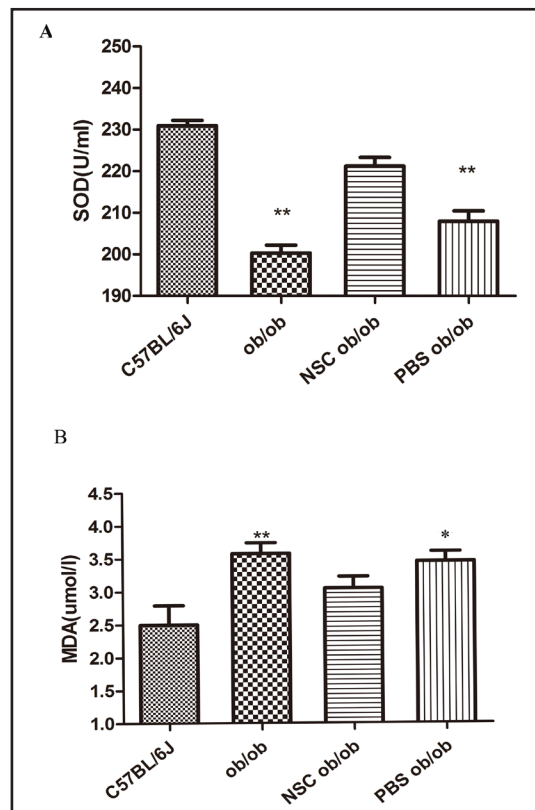 A
SOD(U/ml)
250
240
230
220
210
200
190
**
**
C57BL/6J
ob/ob
NSC ob/ob
PBS ob/ob
B
MDA(umol/l)
4.5
4.0
3.5
3.0
2.5
2.0
1.5
1.0
**
*
C57BL/6J
ob/ob
NSC ob/ob
PBS ob/ob